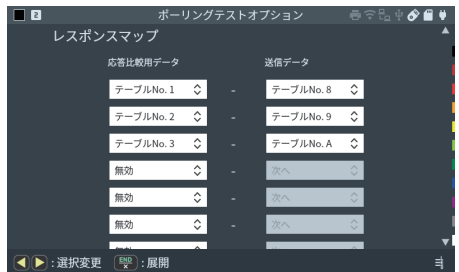 2 ポーリングテストオプション
レスポンスマップ
応答比較用データ 送信データ
テーブルNo. 1 - テーブルNo. 8
テーブルNo. 2 - テーブルNo. 9
テーブルNo. 3 - テーブルNo. A
無効 - 次へ
無効 - 次へ
無効 - 次へ
:選択変更 END × :展開